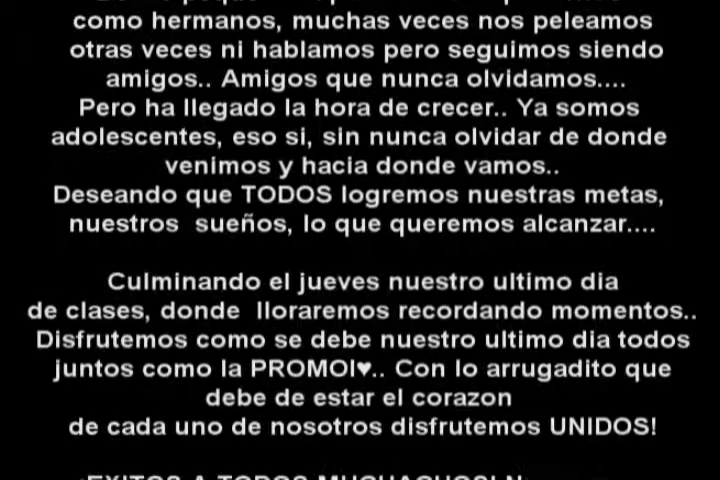 como hermanos, muchas veces nos peleamos
otras veces ni hablamos pero seguimos siendo
amigos.. Amigos que nunca olvidamos....
Pero ha llegado la hora de crecer.. Ya somos
adolescentes, eso si, sin nunca olvidar de donde
venimos y hacia donde vamos..
Deseando que TODOS logremos nuestras metas,
nuestros sueños, lo que queremos alcanzar....
Culminando el jueves nuestro ultimo dia
de clases, donde lloraremos recordando momentos..
Disfrutemos como se debe nuestro ultimo dia todos
juntos como la PROMO!♥.. Con lo arrugadito que
debe de estar el corazon
de cada uno de nosotros disfrutemos UNIDOS!
EXITOS A TODOS